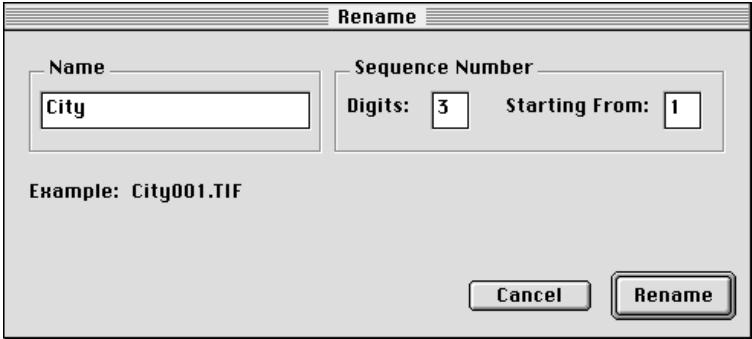 Rename
Name
Sequence Number
City
Digits: 3 Starting From: 1
Example: City001.TIF
Cancel Rename